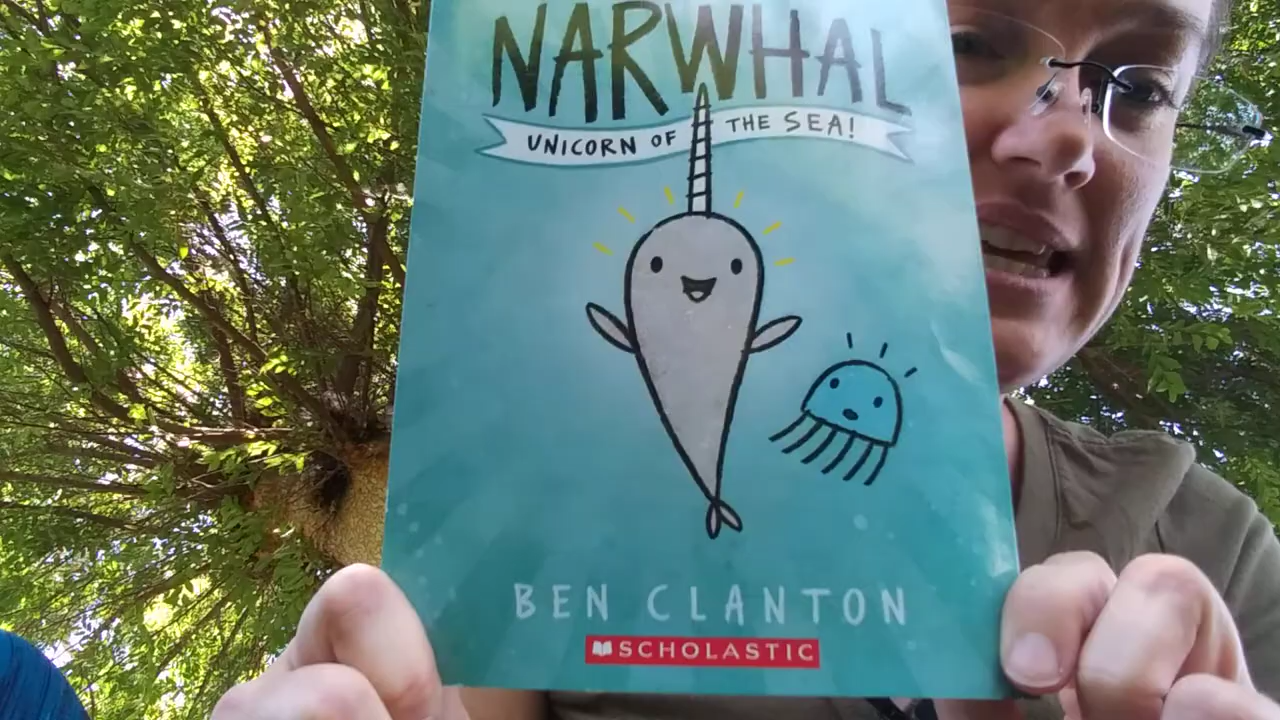 NARWHAL
UNICORN OF THE SEA!
BEN CLANTON
SCHOLASTIC